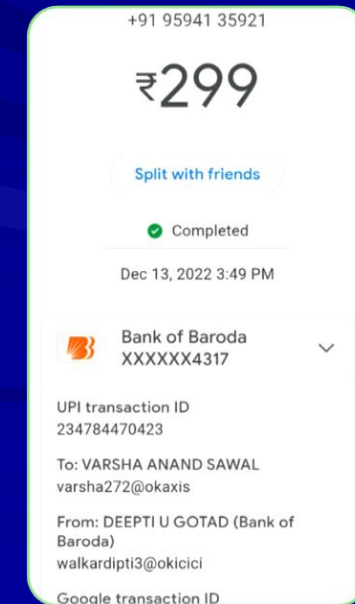 +91 95941 35921
₹299
Split with friends
Completed
Dec 13, 2022 3:49 PM
Bank of Baroda
XXXXXX4317
UPI transaction ID
234784470423
To: VARSHA ANAND SAWAL
varsha272@okaxis
From: DEEPTI U GOTAD (Bank of
Baroda)
walkardipti3@okicici
Google transaction ID